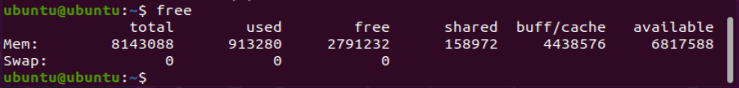 ubuntu@ubuntu:~$ free
total used free shared buff/cache available
Mem: 8143088 913280 2791232 158972 4438576 6817588
Swap: 0 0 0
ubuntu@ubuntu:~$